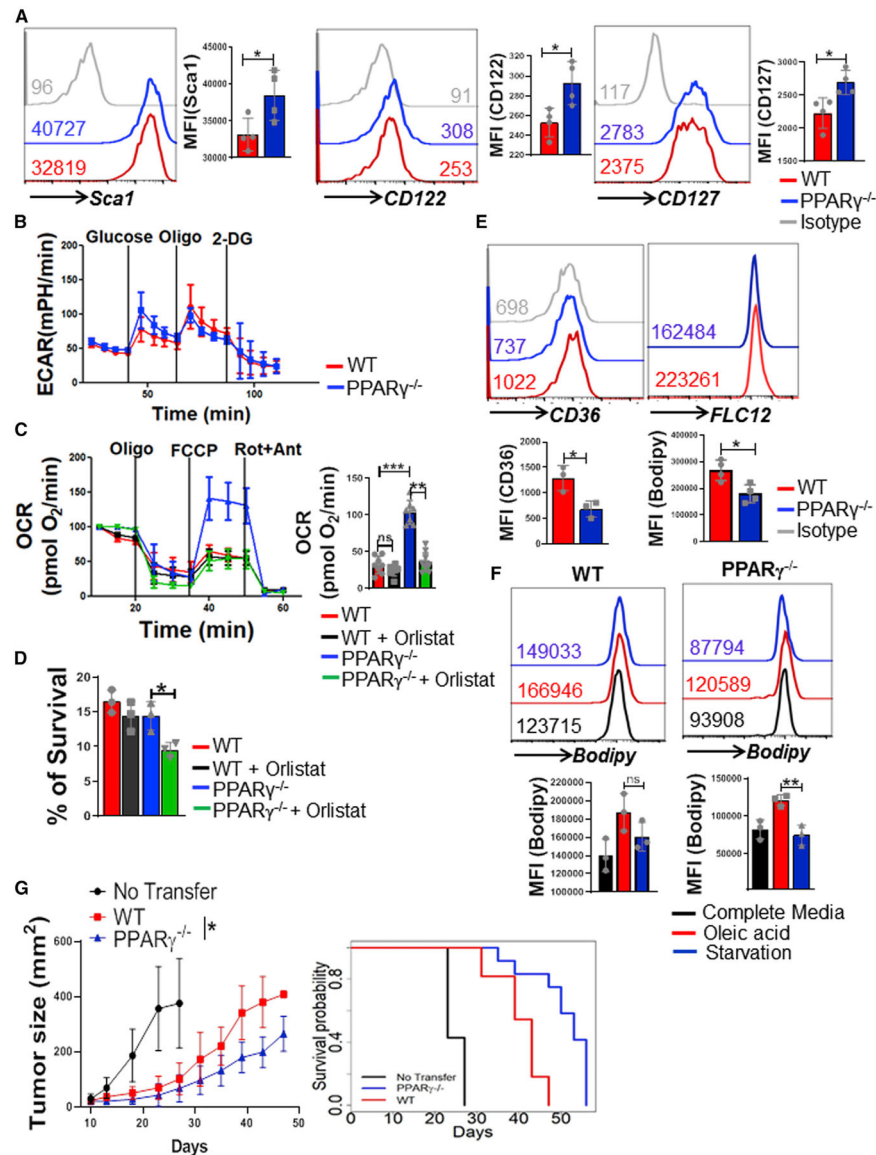 A
96
40727
32819
Sca1
MFI(Sca1)
45000
40000
35000
30000
*
91
308
253
CD122
MFI (CD122)
320
300
280
260
240
220
*
117
2783
2375
CD127
MFI (CD127)
3000
2500
2000
1500
*
WT
PPARγ-/-
Isotype
B
Glucose Oligo 2-DG
ECAR(mPH/min)
200
150
100
50
0
50 100
Time (min)
WT
PPARγ-/-
C
Oligo FCCP Rot+Ant
OCR
(pmol O2/min)
200
150
100
50
0
0 20 40 60
Time (min)
OCR
(pmol O2/min)
150
100
50
0
***
**
ns
WT
WT + Orlistat
PPARγ-/-
PPARγ-/- + Orlistat
D
% of Survival
20
15
10
5
0
*
WT
WT + Orlistat
PPARγ-/-
PPARγ-/- + Orlistat
E
698
737
1022
CD36
162484
223261
FLC12
MFI (CD36)
2000
1500
1000
500
0
*
MFI (Bodipy)
400000
300000
200000
100000
0
*
WT
PPARγ-/-
Isotype
F
WT
PPARγ-/-
149033
166946
123715
Bodipy
87794
120589
93908
Bodipy
MFI (Bodipy)
220000
200000
180000
160000
140000
120000
100000
ns
MFI (Bodipy)
150000
100000
50000
0
**
Complete Media
Oleic acid
Starvation
G
No Transfer
WT
PPARγ-/-
*
Tumor size (mm2)
600
400
200
0
10 20 30 40 50
Days
Survival probability
0.8
0.4
0.0
No Transfer
PPARγ-/-
WT
0 10 30 50
Days